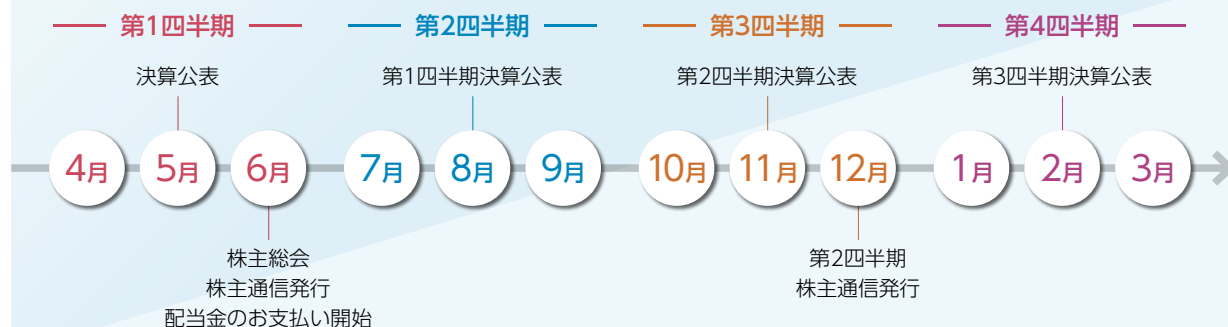 第1四半期
第2四半期
第3四半期
第4四半期
決算公表
第1四半期決算公表
第2四半期決算公表
第3四半期決算公表
4月
5月
6月
7月
8月
9月
10月
11月
12月
1月
2月
3月
株主総会
株主通信発行
配当金のお支払い開始
第2四半期
株主通信発行